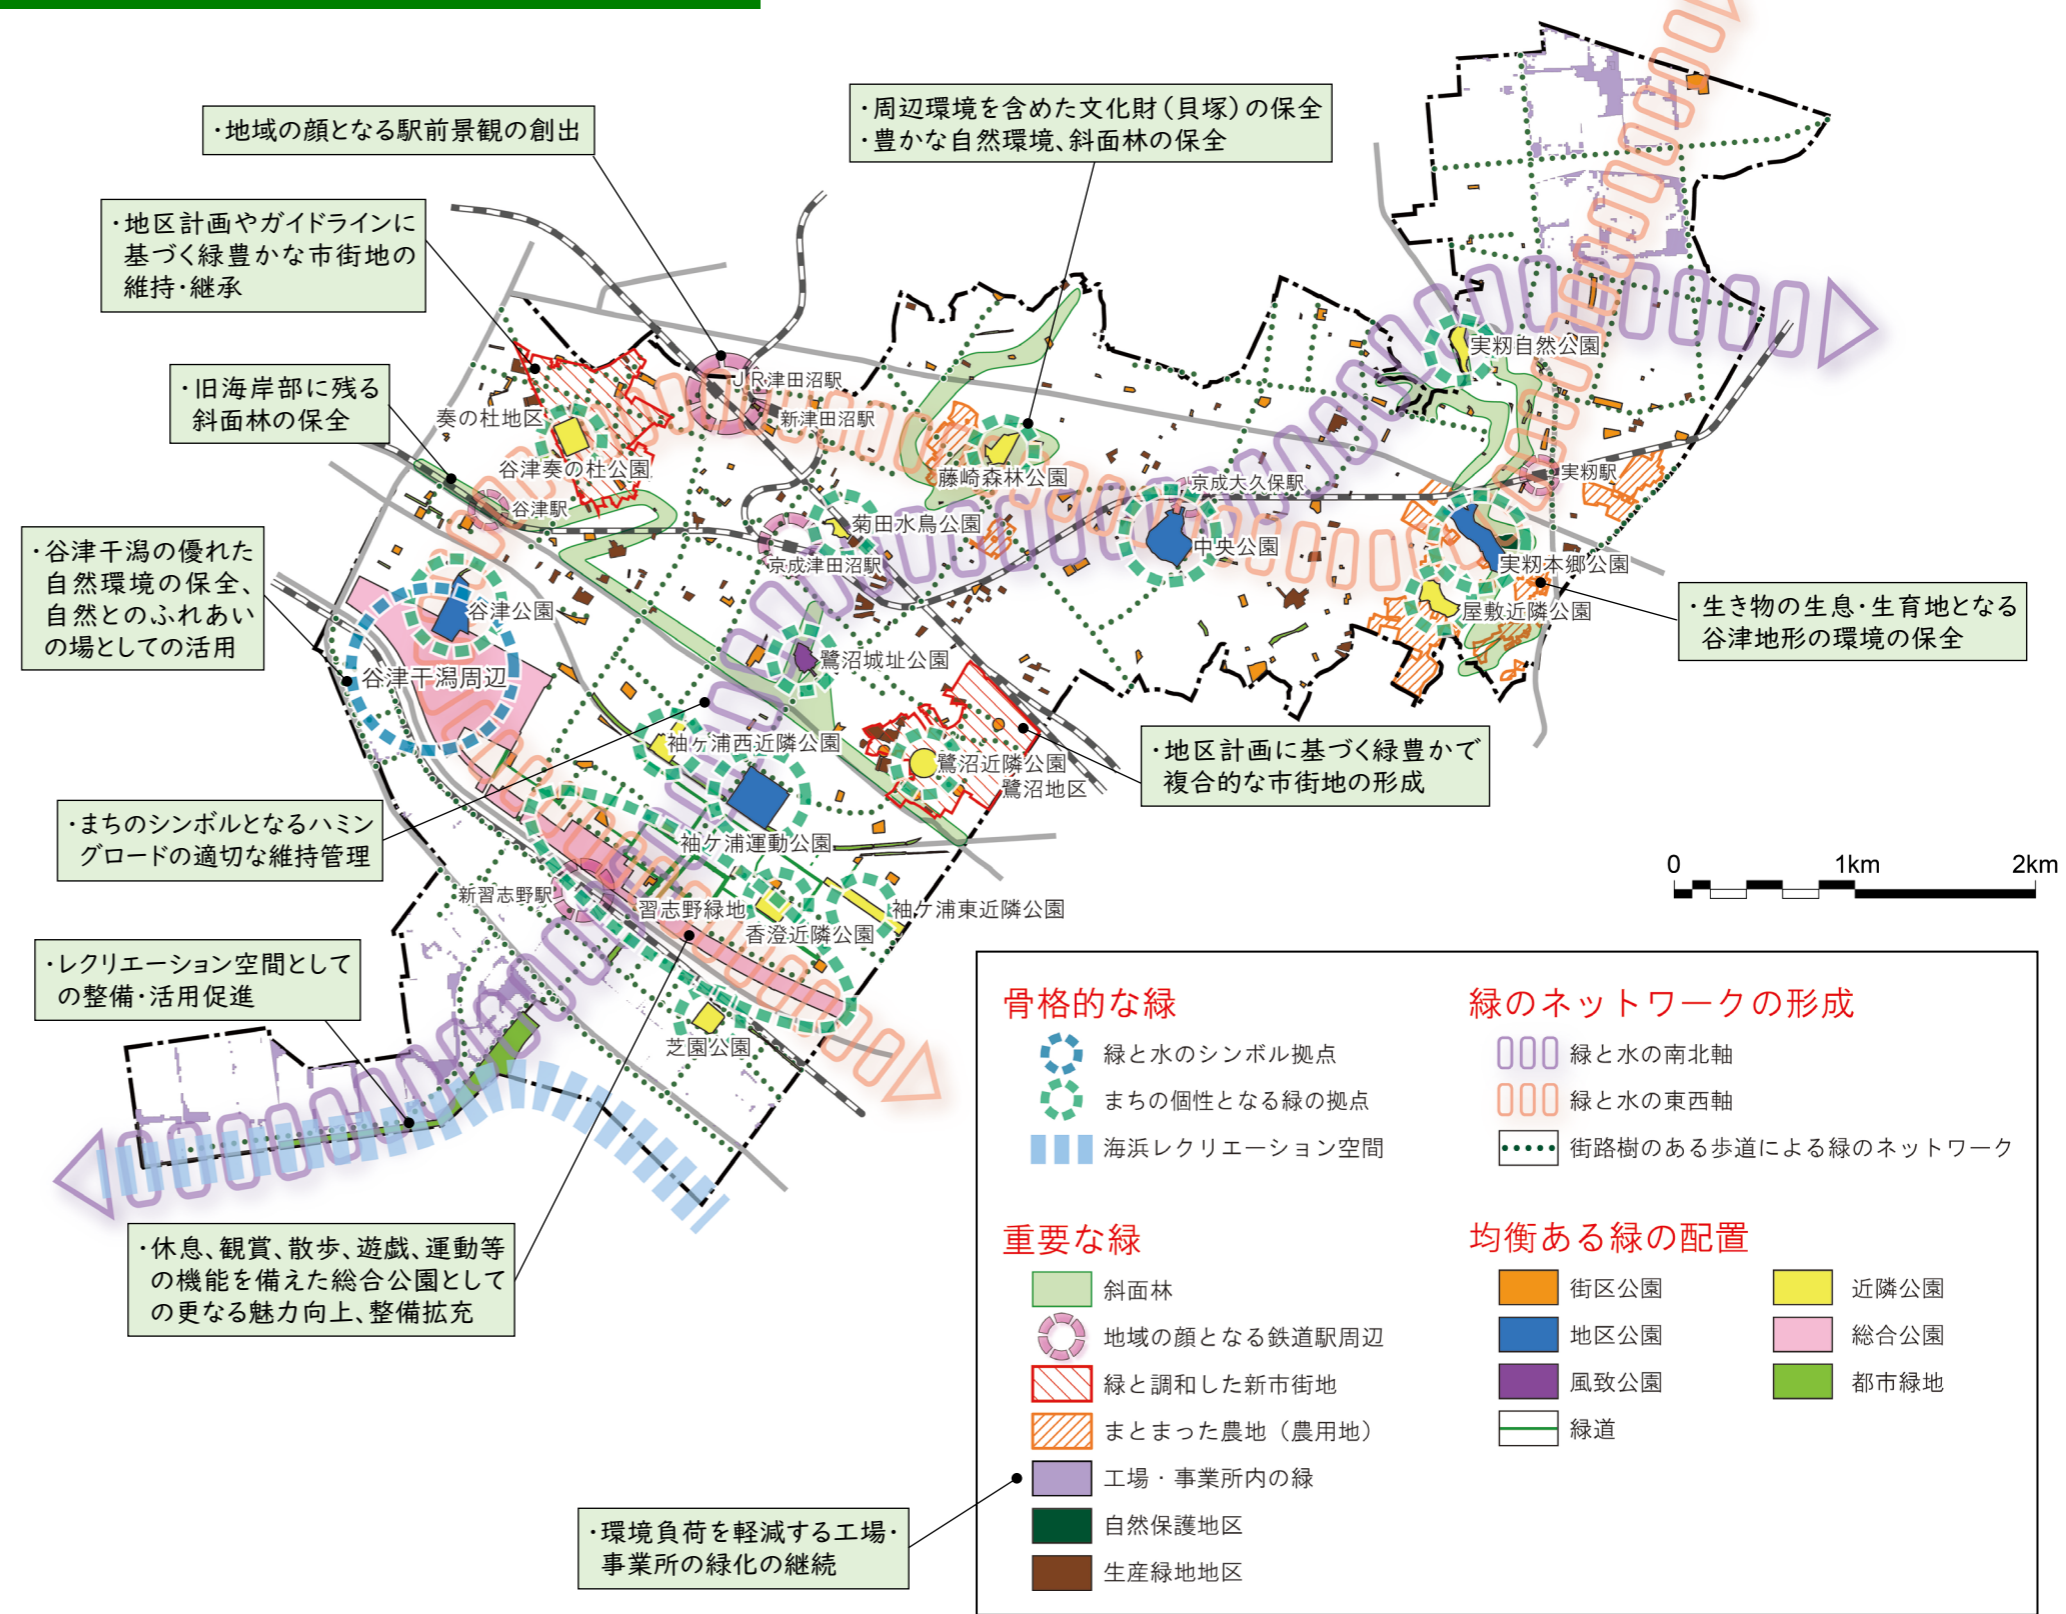 ・地域の顔となる駅前景観の創出
・周辺環境を含めた文化財（貝塚）の保全
・豊かな自然環境、斜面林の保全
・地区計画やガイドラインに
基づく緑豊かな市街地の
維持・継承
・旧海岸部に残る
斜面林の保全
・谷津干潟の優れた
自然環境の保全、
自然とのふれあい
の場としての活用
・まちのシンボルとなるハミン
グロードの適切な維持管理
・レクリエーション空間として
の整備・活用促進
・休息、観賞、散歩、遊戯、運動等
の機能を備えた総合公園として
の更なる魅力向上、整備拡充
・生き物の生息・生育地となる
谷津地形の環境の保全
・地区計画に基づく緑豊かで
複合的な市街地の形成
・環境負荷を軽減する工場・
事業所の緑化の継続
実籾自然公園
JR津田沼駅
新津田沼駅
奏の杜地区
谷津奏の杜公園
藤崎森林公園
京成大久保駅
実籾駅
谷津駅
菊田水鳥公園
中央公園
京成津田沼駅
実籾本郷公園
谷津公園
屋敷近隣公園
鷺沼城址公園
谷津干潟周辺
袖ケ浦西近隣公園
鷺沼近隣公園
鷺沼地区
袖ケ浦運動公園
新習志野駅
習志野緑地
袖ケ浦東近隣公園
香澄近隣公園
芝園公園
0 1km 2km
骨格的な緑
緑と水のシンボル拠点
まちの個性となる緑の拠点
海浜レクリエーション空間
緑のネットワークの形成
緑と水の南北軸
緑と水の東西軸
街路樹のある歩道による緑のネットワーク
重要な緑
斜面林
地域の顔となる鉄道駅周辺
緑と調和した新市街地
まとまった農地（農用地）
工場・事業所内の緑
自然保護地区
生産緑地地区
均衡ある緑の配置
街区公園
近隣公園
地区公園
総合公園
風致公園
都市緑地
緑道